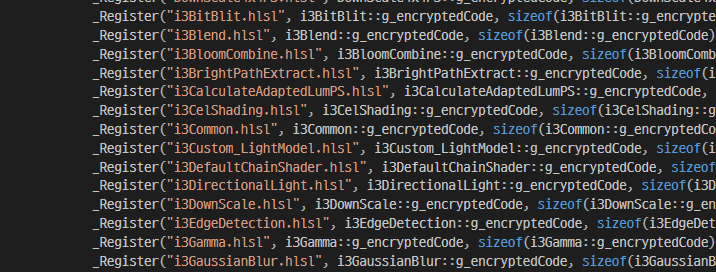 _Register("i3BitBlit.hlsl", i3BitBlit::g_encryptedCode, sizeof(i3BitBlit::g_encrypte
_Register("i3Blend.hlsl", i3Blend::g_encryptedCode, sizeof(i3Blend::g_encryptedCode)
_Register("i3BloomCombine.hlsl", i3BloomCombine::g_encryptedCode, sizeof(i3BloomComb
_Register("i3BrightPathExtract.hlsl", i3BrightPathExtract::g_encryptedCode, sizeof(i
_Register("i3CalculateAdaptedLumPS.hlsl", i3CalculateAdaptedLumPS::g_encryptedCode,
_Register("i3CelShading.hlsl", i3CelShading::g_encryptedCode, sizeof(i3CelShading::g
_Register("i3Common.hlsl", i3Common::g_encryptedCode, sizeof(i3Common::g_encryptedCo
_Register("i3Custom_LightModel.hlsl", i3Custom_LightModel::g_encryptedCode, sizeof(i
_Register("i3DefaultChainShader.hlsl", i3DefaultChainShader::g_encryptedCode, sizeof
_Register("i3DirectionalLight.hlsl", i3DirectionalLight::g_encryptedCode, sizeof(i3D
_Register("i3DownScale.hlsl", i3DownScale::g_encryptedCode, sizeof(i3DownScale::g_en
_Register("i3EdgeDetection.hlsl", i3EdgeDetection::g_encryptedCode, sizeof(i3EdgeDet
_Register("i3Gamma.hlsl", i3Gamma::g_encryptedCode, sizeof(i3Gamma::g_encryptedCode)
_Register("i3GaussianBlur.hlsl", i3GaussianBlur::g_encryptedCode, sizeof(i3GaussianB